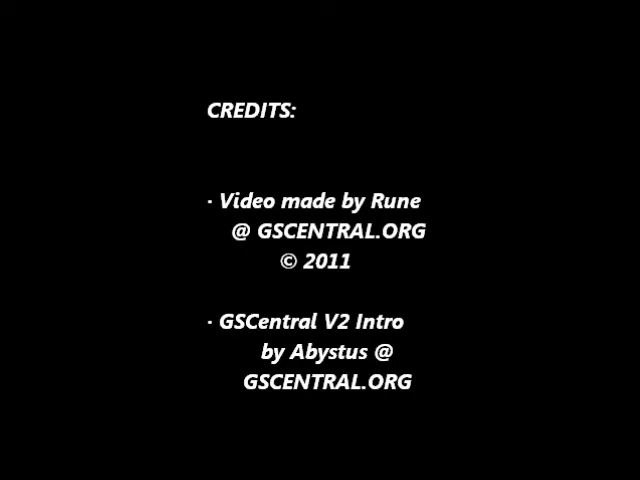 CREDITS:
· Video made by Rune
@ GSCENTRAL.ORG
© 2011
· GSCentral V2 Intro
by Abystus @
GSCENTRAL.ORG